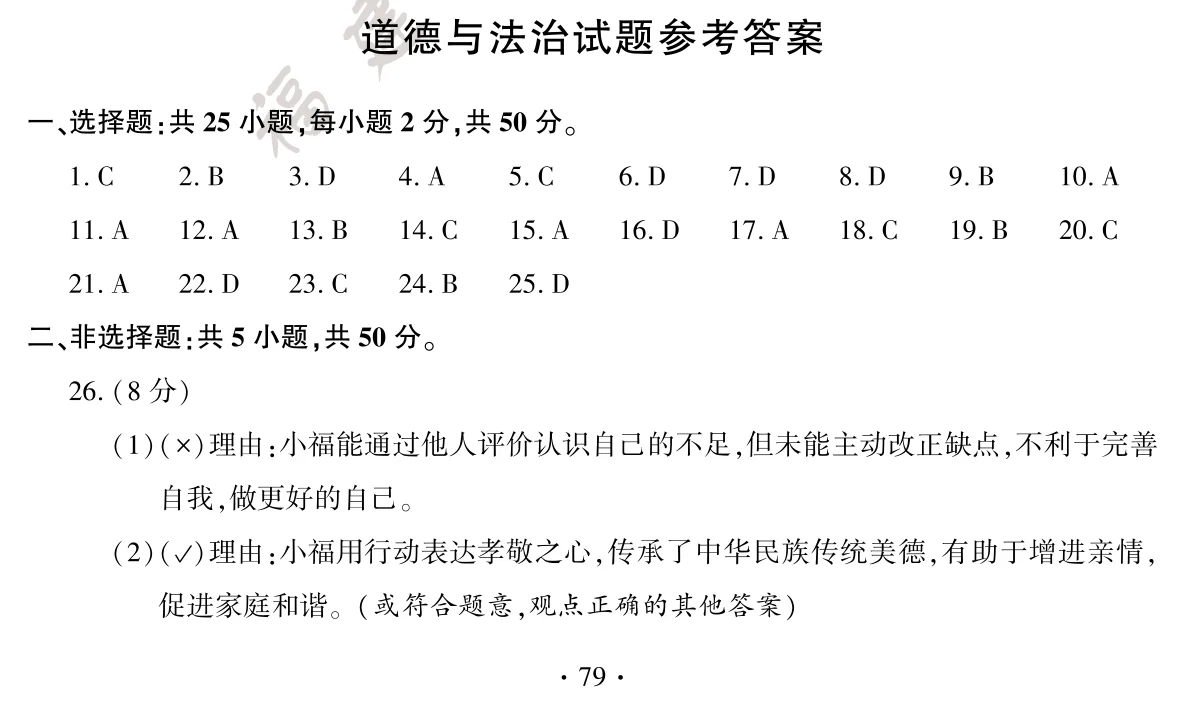 道德与法治试题参考答案
一、选择题:共 25 小题,每小题 2 分,共 50 分。
1. C 2. B 3. D 4. A 5. C 6. D 7. D 8. D 9. B 10. A
11. A 12. A 13. B 14. C 15. A 16. D 17. A 18. C 19. B 20. C
21. A 22. D 23. C 24. B 25. D
二、非选择题:共 5 小题,共 50 分。
26. (8 分)
(1)(×)理由:小福能通过他人评价认识自己的不足,但未能主动改正缺点,不利于完善
自我,做更好的自己。
(2)(✓)理由:小福用行动表达孝敬之心,传承了中华民族传统美德,有助于增进亲情,
促进家庭和谐。(或符合题意,观点正确的其他答案)
· 79 ·
福